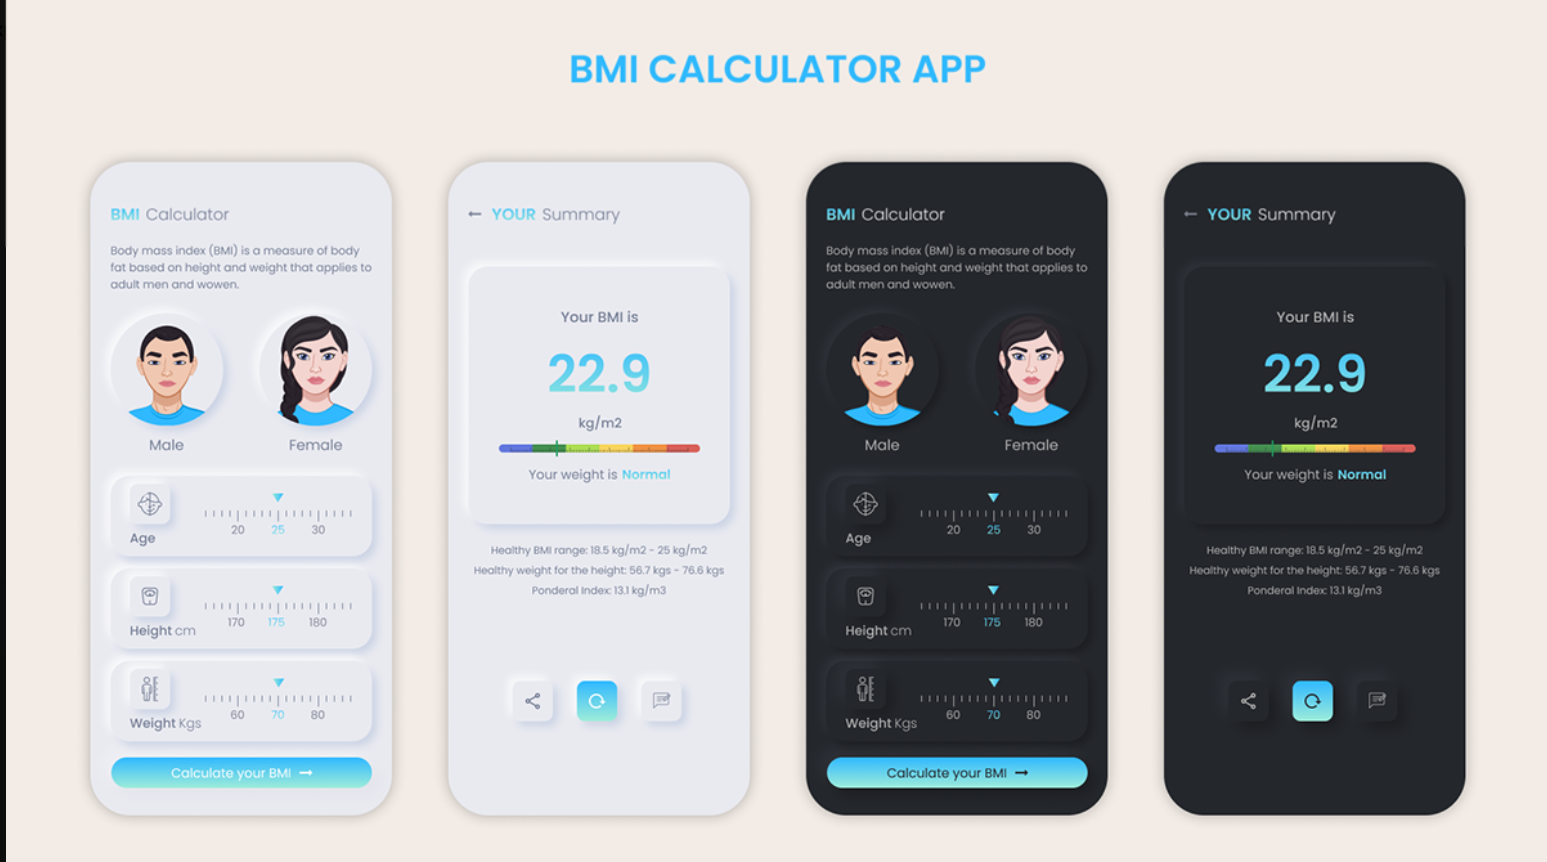 BMI CALCULATOR APP
BMI Calculator
Body mass index (BMI) is a measure of body
fat based on height and weight that applies to
adult men and wowen.
Male Female
Age
20 25 30
Height cm
170 175 180
Weight Kgs
60 70 80
Calculate your BMI →
← YOUR Summary
Your BMI is
22.9
kg/m2
Your weight is Normal
Healthy BMI range: 18.5 kg/m2 - 25 kg/m2
Healthy weight for the height: 56.7 kgs - 76.6 kgs
Ponderal Index: 13.1 kg/m3
BMI Calculator
Body mass index (BMI) is a measure of body
fat based on height and weight that applies to
adult men and wowen.
Male Female
Age
20 25 30
Height cm
170 175 180
Weight Kgs
60 70 80
Calculate your BMI →
← YOUR Summary
Your BMI is
22.9
kg/m2
Your weight is Normal
Healthy BMI range: 18.5 kg/m2 - 25 kg/m2
Healthy weight for the height: 56.7 kgs - 76.6 kgs
Ponderal Index: 13.1 kg/m3